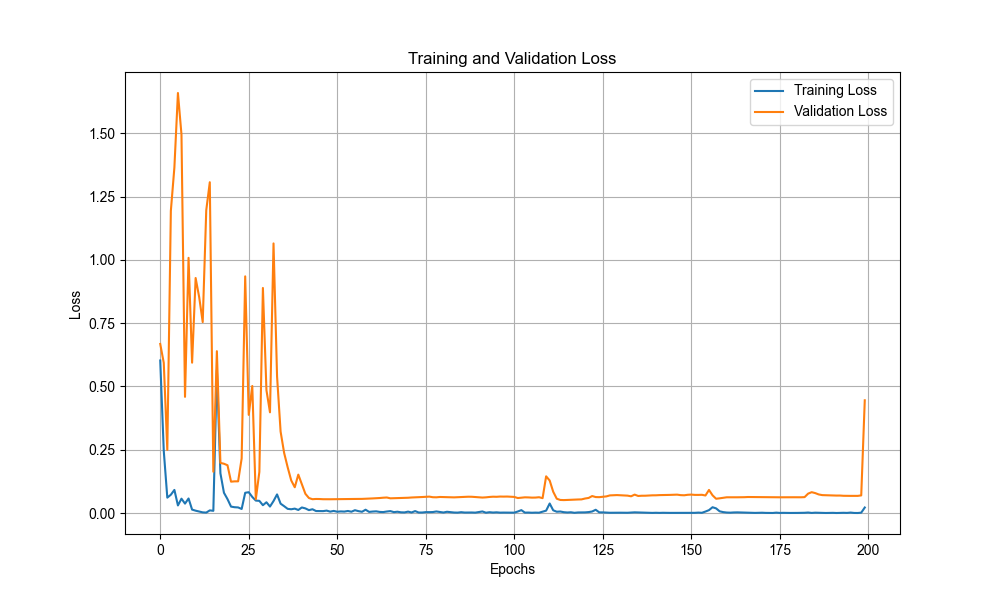 Training and Validation Loss
Training Loss
Validation Loss
1.50
1.25
1.00
0.75
0.50
0.25
0.00
Loss
0 25 50 75 100 125 150 175 200
Epochs